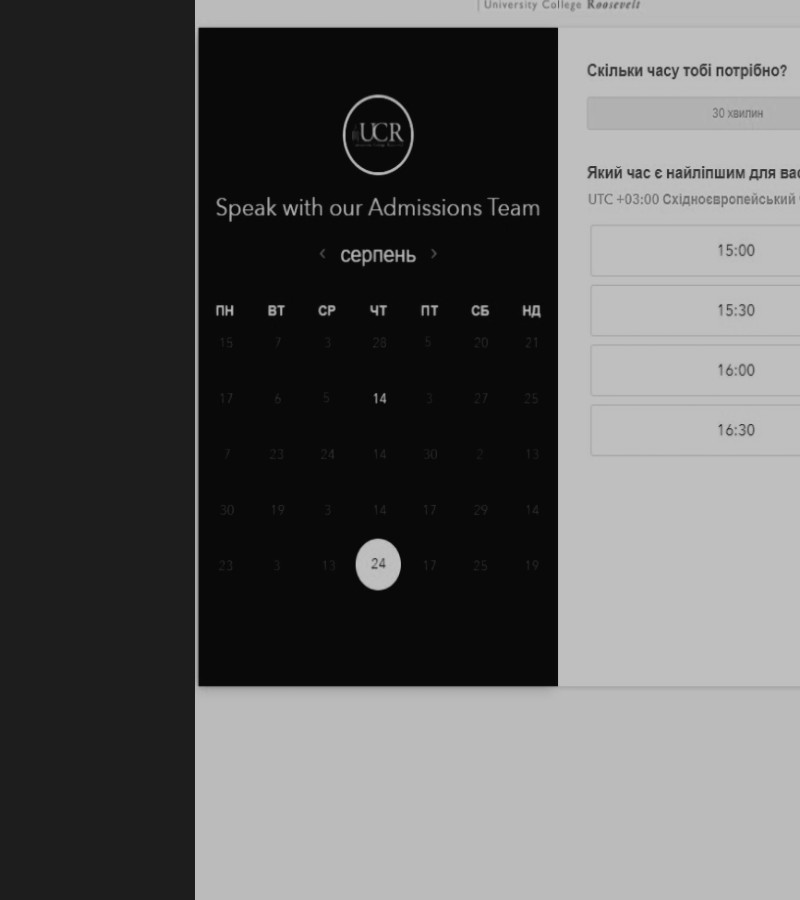 | University College Roosevelt
UCR
Speak with our Admissions Team
‹ серпень ›
ПН ВТ СР ЧТ ПТ СБ НД
15 7 3 28 5 20 21
17 6 5 14 3 27 25
7 23 24 14 30 2 13
30 19 3 14 17 29 14
23 3 13 24 17 25 19
Скільки часу тобі потрібно?
30 хвилин
Який час є найліпшим для вас
UTC +03:00 Східноєвропейський
15:00
15:30
16:00
16:30